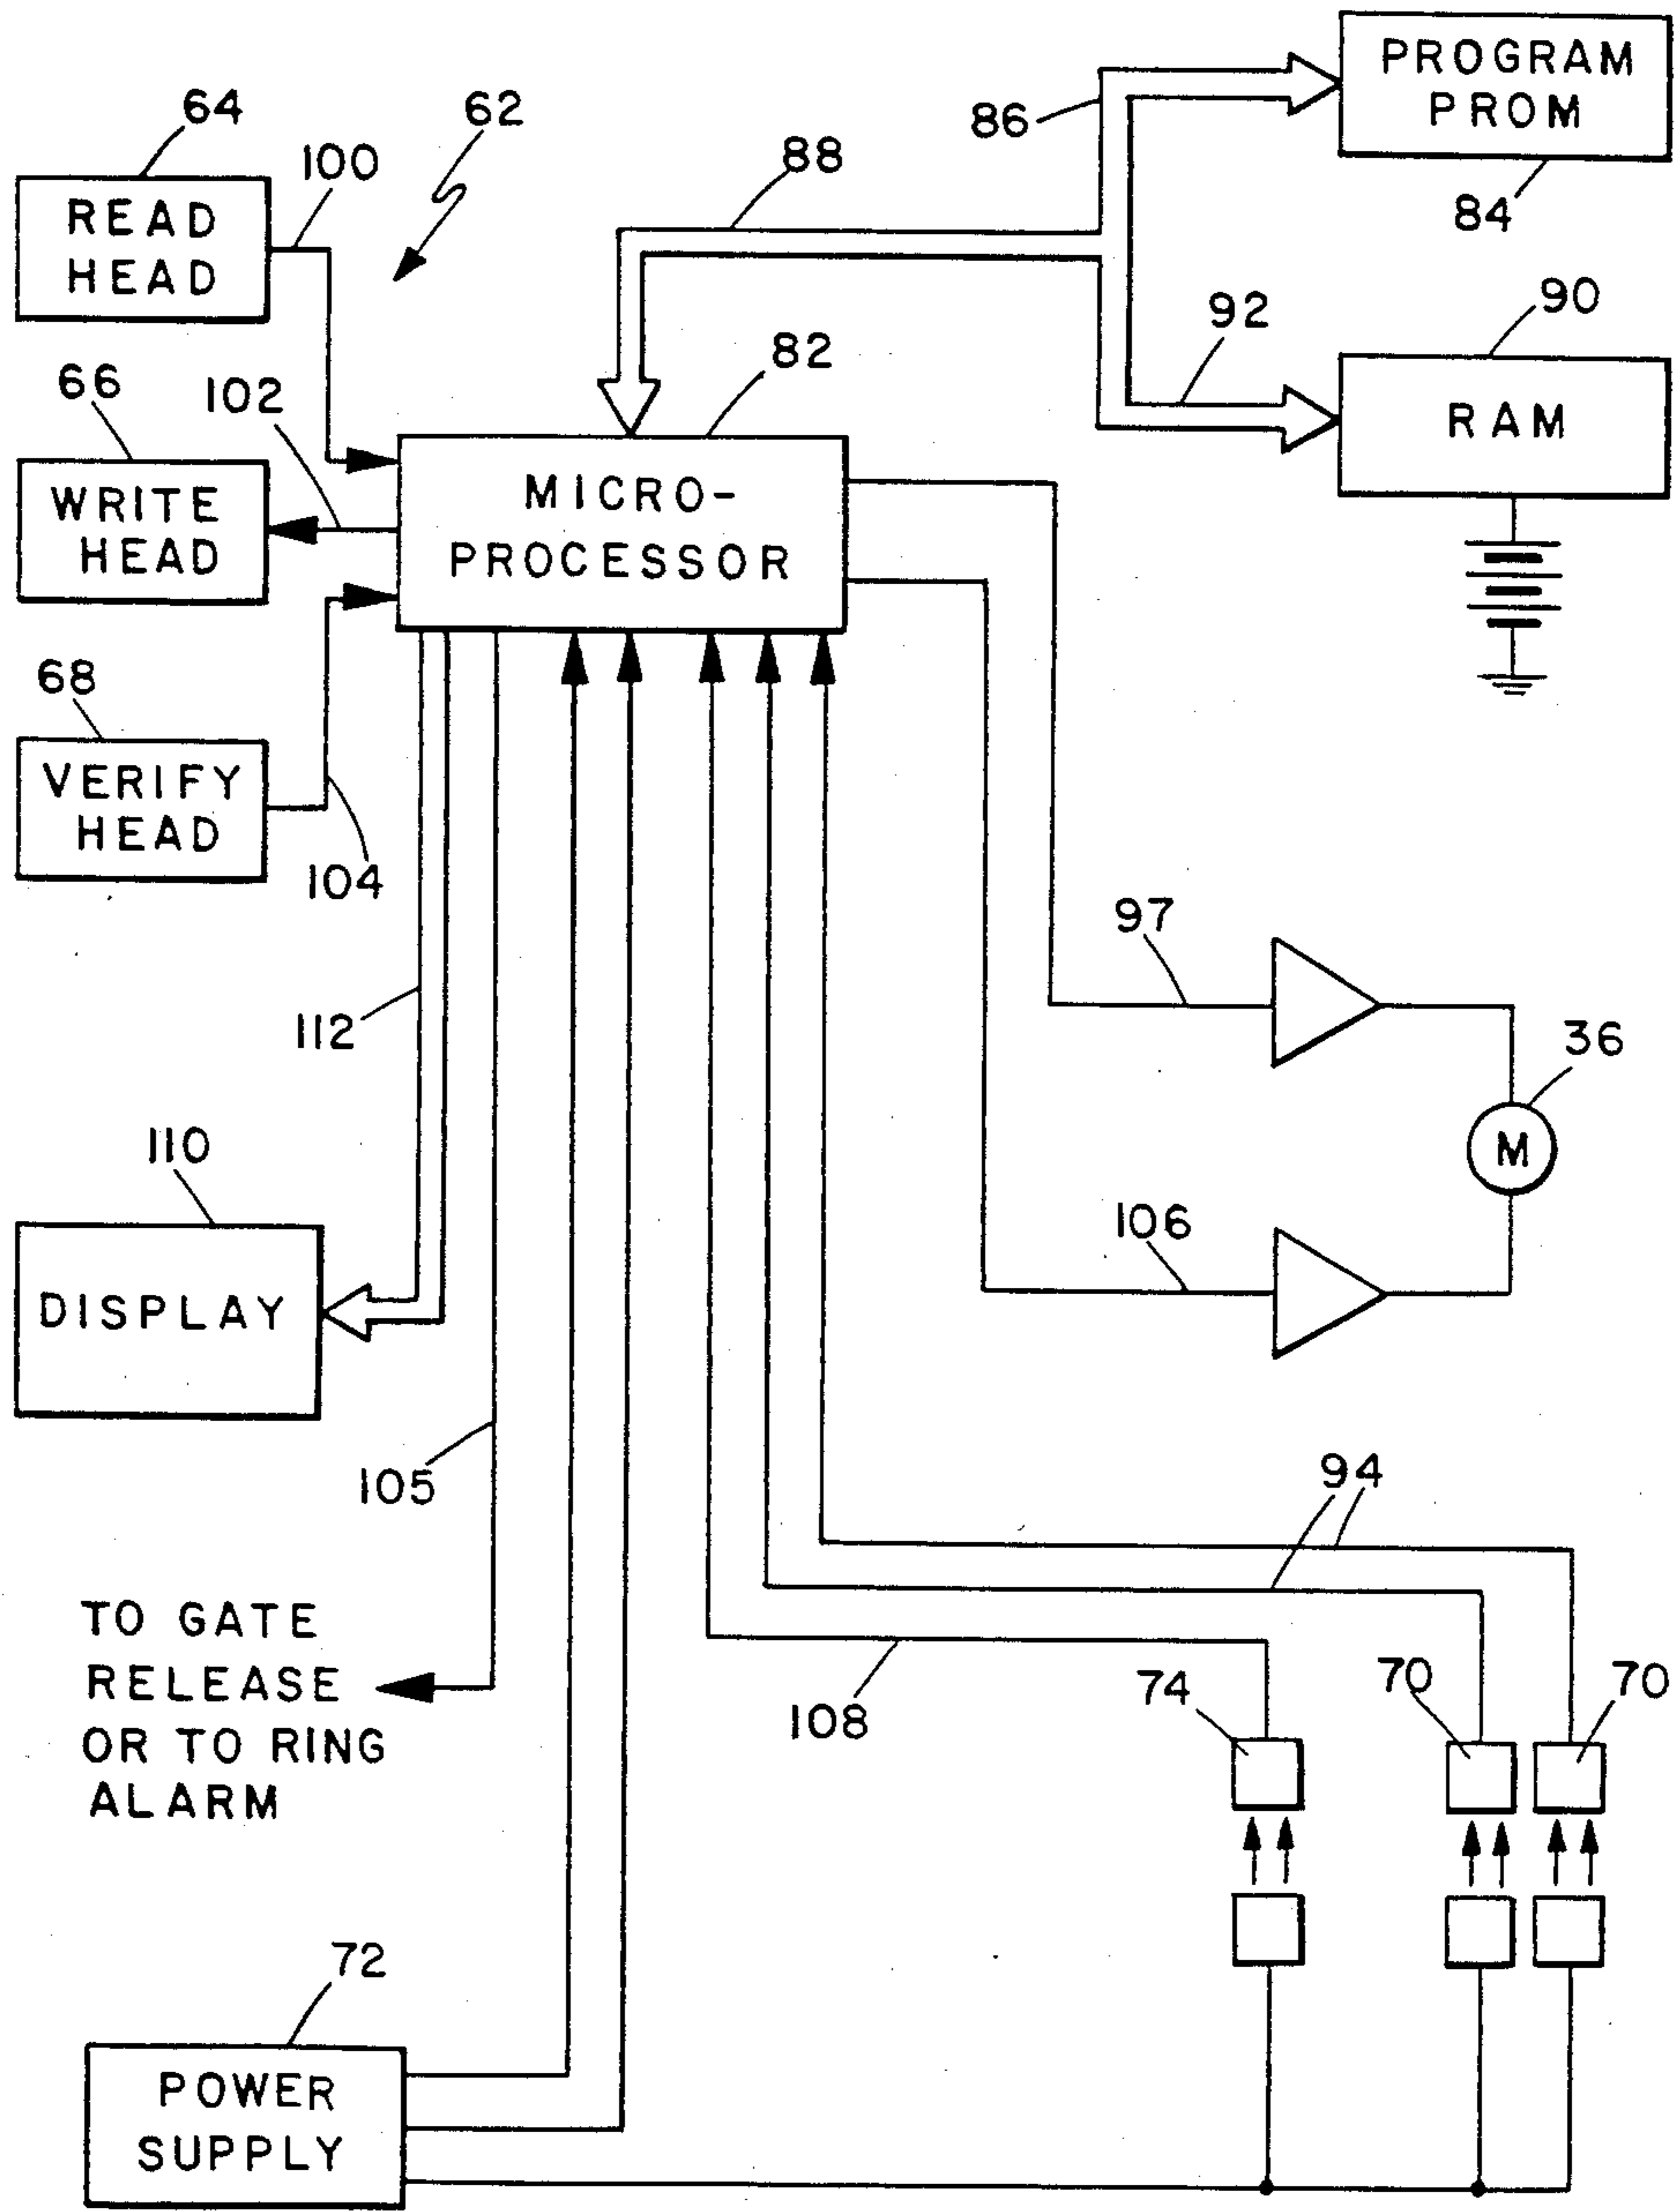 PROGRAM
PROM
84
86
88
62
64
100
READ
HEAD
92
90
RAM
82
66
102
WRITE
HEAD
MICRO-
PROCESSOR
68
VERIFY
HEAD
104
97
112
36
M
110
106
DISPLAY
105
94
TO GATE
RELEASE
OR TO RING
ALARM
108
74
70
70
72
POWER
SUPPLY